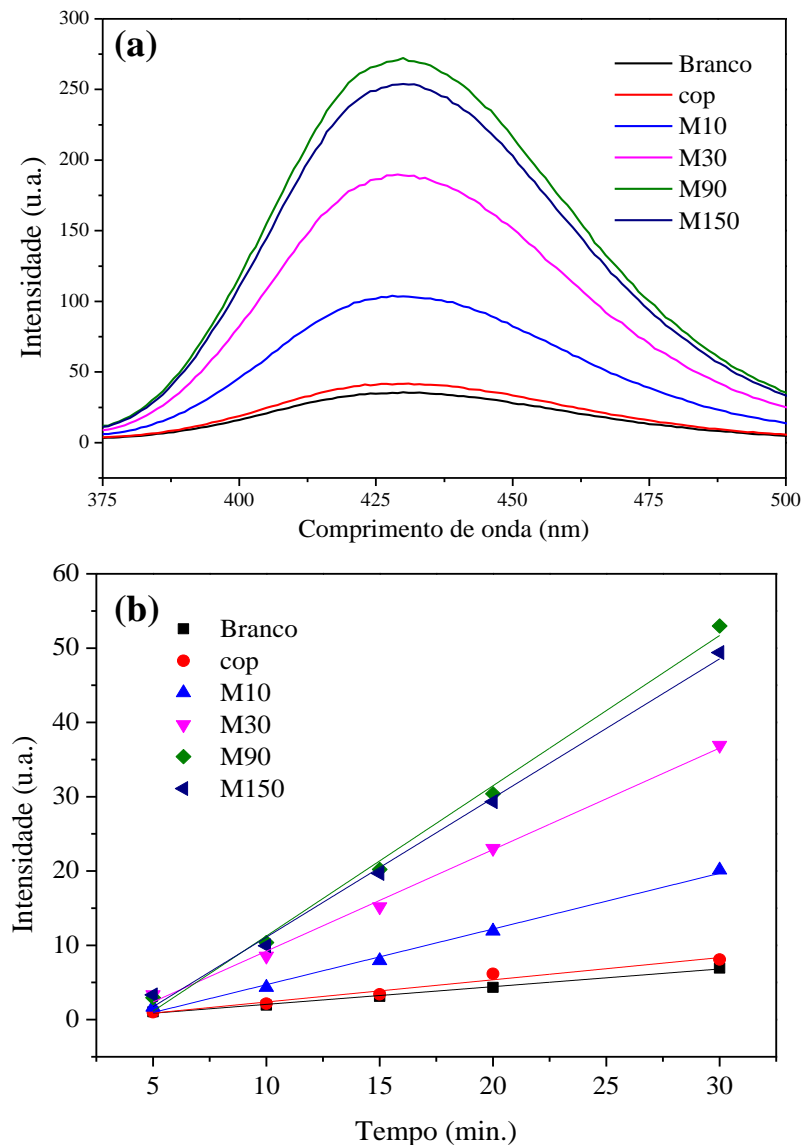 (a)
Branco
cop
M10
M30
M90
M150
Intensidade (u.a.)
300
250
200
150
100
50
0
375 400 425 450 475 500
Comprimento de onda (nm)
(b)
Branco
cop
M10
M30
M90
M150
Intensidade (u.a.)
60
50
40
30
20
10
0
5 10 15 20 25 30
Tempo (min.)